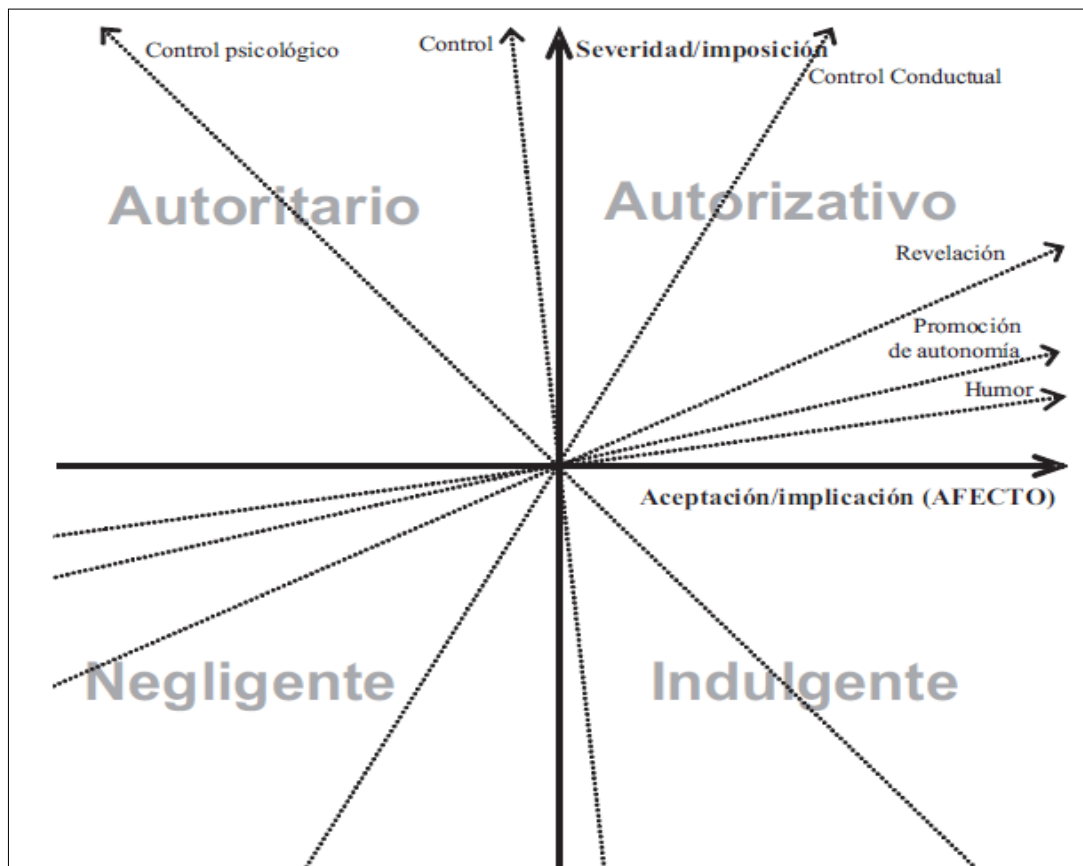 Control psicológico
Control
Severidad/imposición
Control Conductual
Autoritario
Autorizativo
Revelación
Promoción
de autonomía
Humor
Aceptación/implicación (AFECTO)
Negligente
Indulgente